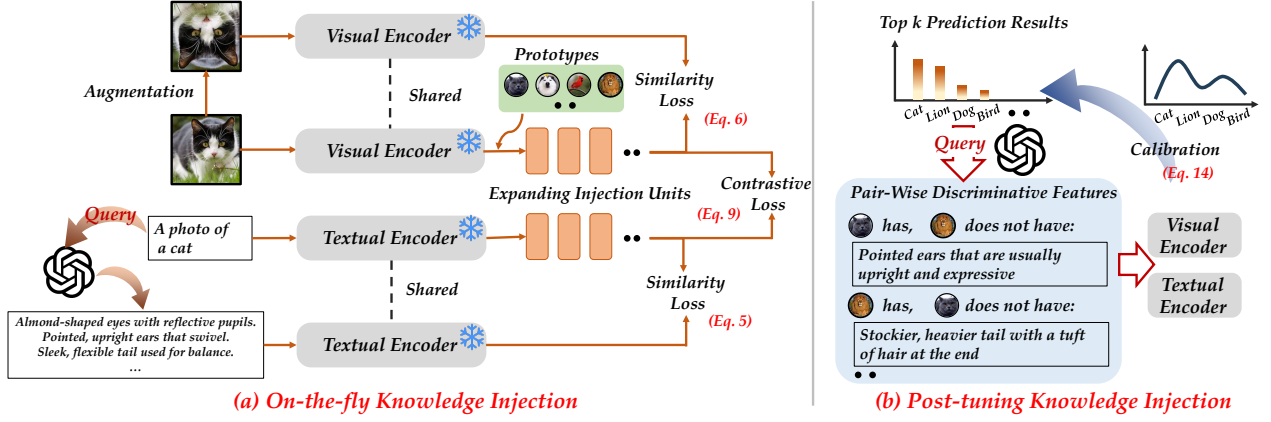 Augmentation
Visual Encoder
Shared
Visual Encoder
Prototypes
Similarity
Loss
(Eq. 6)
Expanding Injection Units
(Eq. 9)
Contrastive
Loss
Query
A photo of
a cat
Textual Encoder
Shared
Textual Encoder
Similarity
Loss
(Eq. 5)
Almond-shaped eyes with reflective pupils.
Pointed, upright ears that swivel.
Sleek, flexible tail used for balance.
...
(a) On-the-fly Knowledge Injection
Top k Prediction Results
Cat
Lion
Dog
Bird
Query
Cat
Lion
Dog
Bird
Calibration
(Eq. 14)
Pair-Wise Discriminative Features
has, does not have:
Pointed ears that are usually
upright and expressive
has, does not have:
Stockier, heavier tail with a tuft
of hair at the end
Visual
Encoder
Textual
Encoder
(b) Post-tuning Knowledge Injection